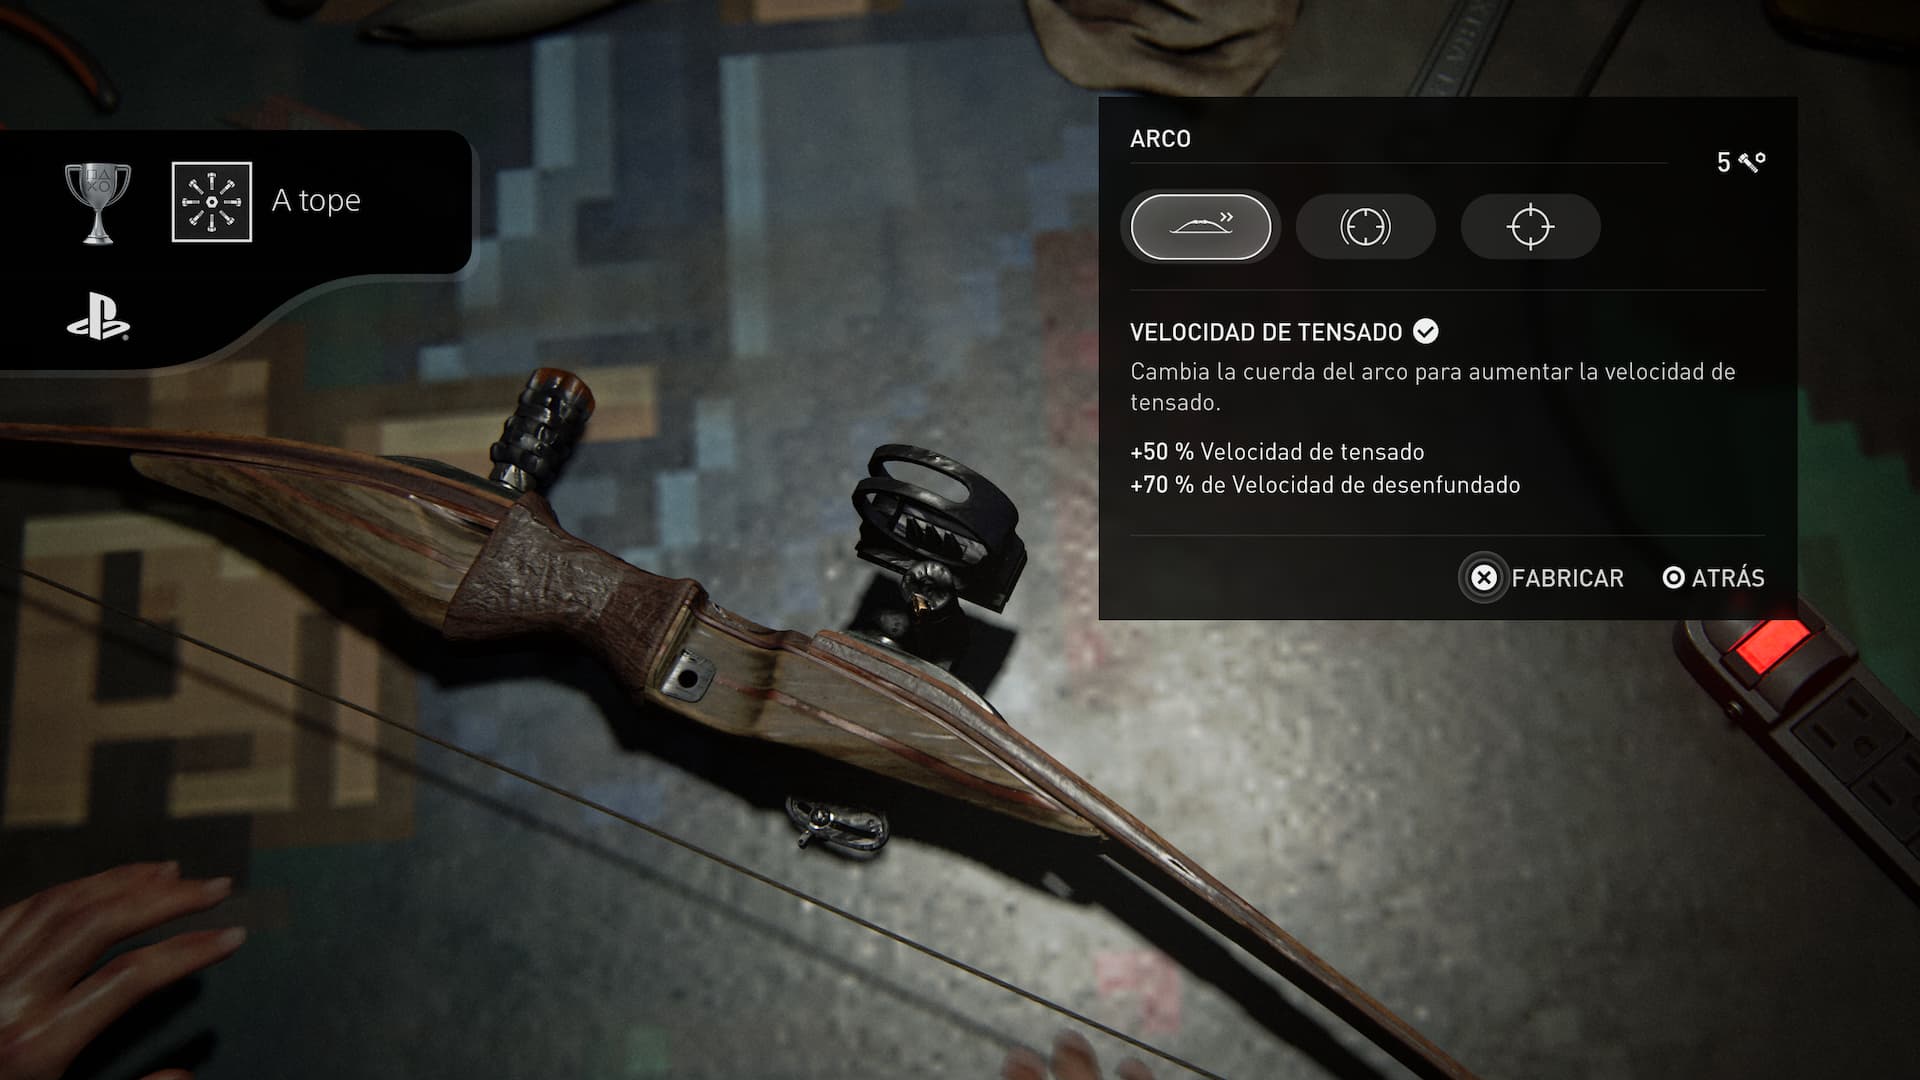 A tope
ARCO
5
VELOCIDAD DE TENSADO
Cambia la cuerda del arco para aumentar la velocidad de
tensado.
+50 % Velocidad de tensado
+70 % de Velocidad de desenfundado
FABRICAR
ATRÁS